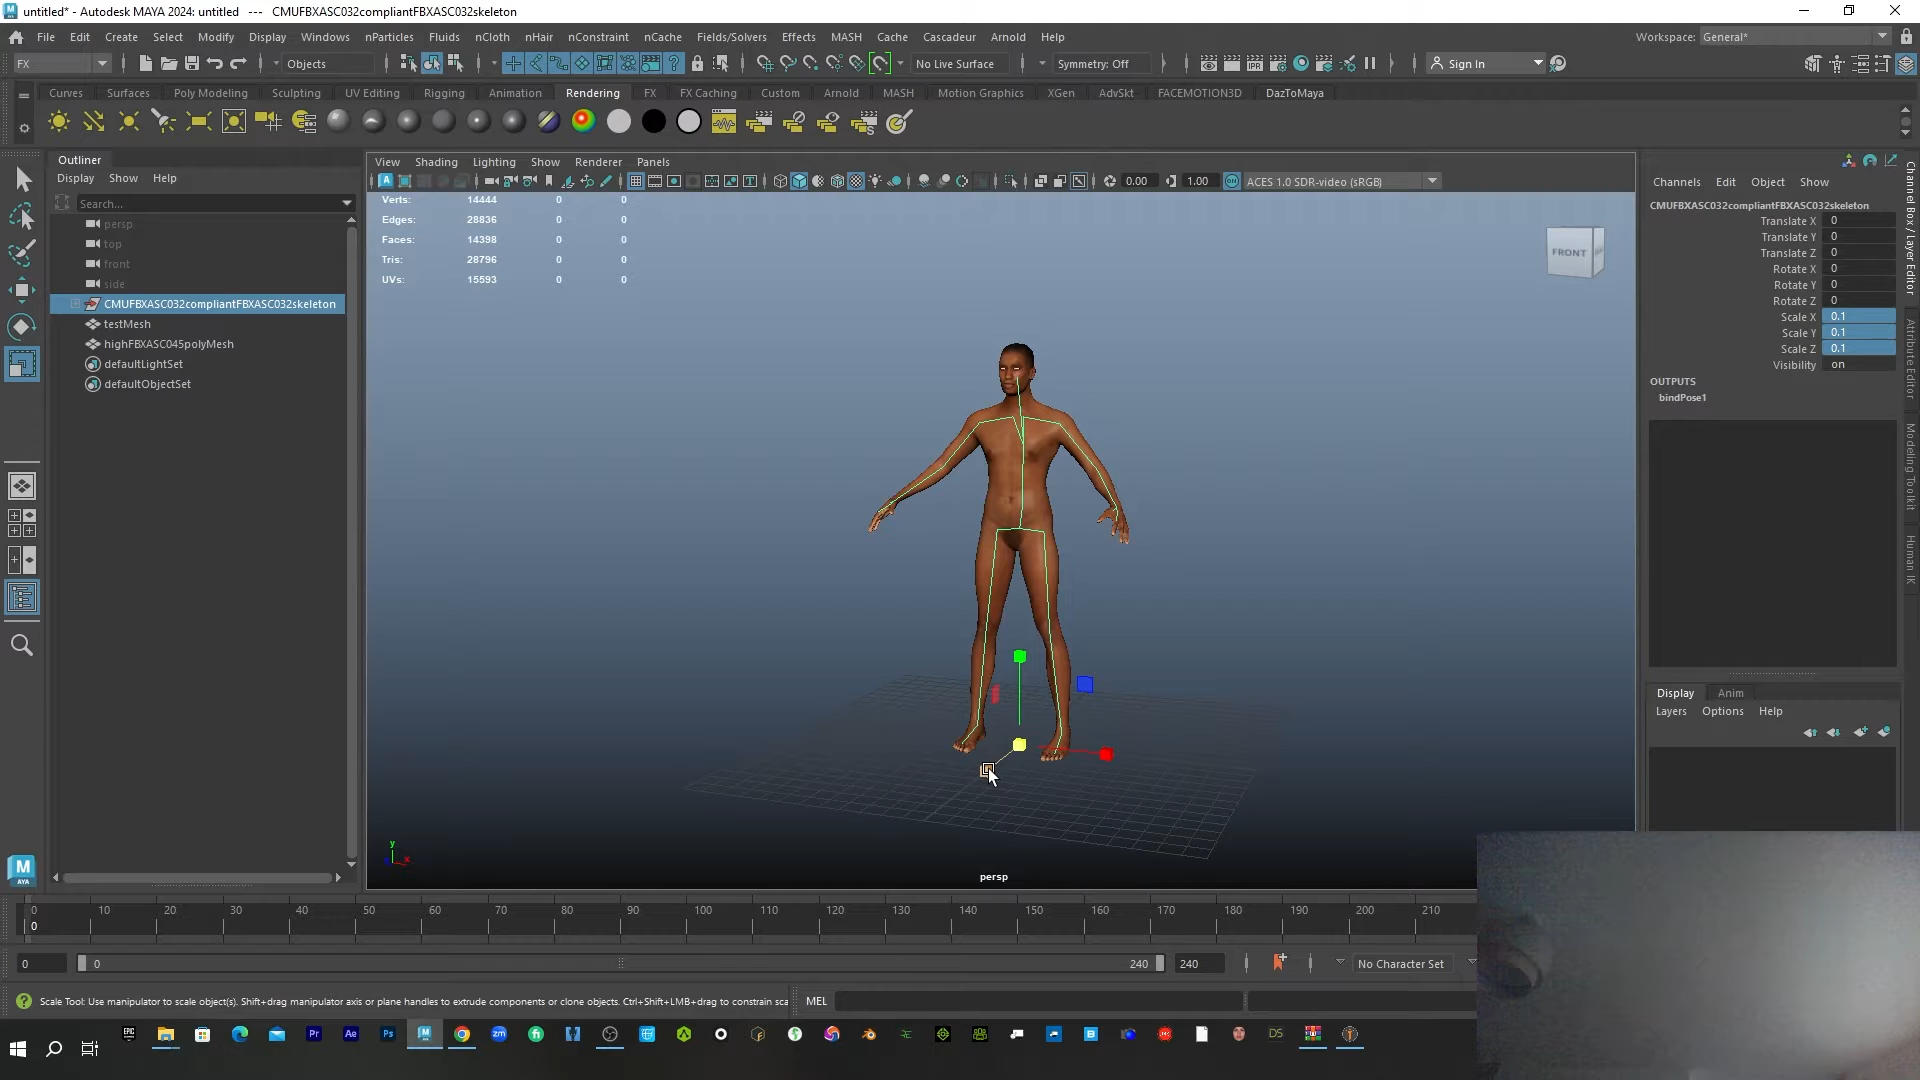 untitled* - Autodesk MAYA 2024: untitled --- CMUFBXASC032compliantFBXASC032skeleton
File Edit Create Select Modify Display Windows nParticles Fluids nCloth nHair nConstraint nCache Fields/Solvers Effects MASH Cache Cascadeur Arnold Help Workspace: General*
FX Objects No Live Surface Symmetry: Off Sign In
Curves Surfaces Poly Modeling Sculpting UV Editing Rigging Animation Rendering FX FX Caching Custom Arnold MASH Motion Graphics XGen AdvSkt FACEMOTION3D DazToMaya
Outliner
Display Show Help
Search...
persp
top
front
side
CMUFBXASC032compliantFBXASC032skeleton
testMesh
highFBXASC045polyMesh
defaultLightSet
defaultObjectSet
View Shading Lighting Show Renderer Panels
0.00 1.00 ACES 1.0 SDR-video (sRGB)
Verts: 14444 0 0
Edges: 28836 0 0
Faces: 14398 0 0
Tris: 28796 0 0
UVs: 15593 0 0
FRONT
y
x
persp
Channels Edit Object Show
CMUFBXASC032compliantFBXASC032skeleton
Translate X 0
Translate Y 0
Translate Z 0
Rotate X 0
Rotate Y 0
Rotate Z 0
Scale X 0.1
Scale Y 0.1
Scale Z 0.1
Visibility on
OUTPUTS
bindPose1
Channel Box / Layer Editor
Attribute Editor
Modeling Toolkit
Human IK
Display Anim
Layers Options Help
0 10 20 30 40 50 60 70 80 90 100 110 120 130 140 150 160 170 180 190 200 210
0
0 0 240 240 No Character Set
Scale Tool: Use manipulator to scale object(s). Shift+drag manipulator axis or plane handles to extrude components or clone objects. Ctrl+Shift+LMB+drag to constrain sca
MEL